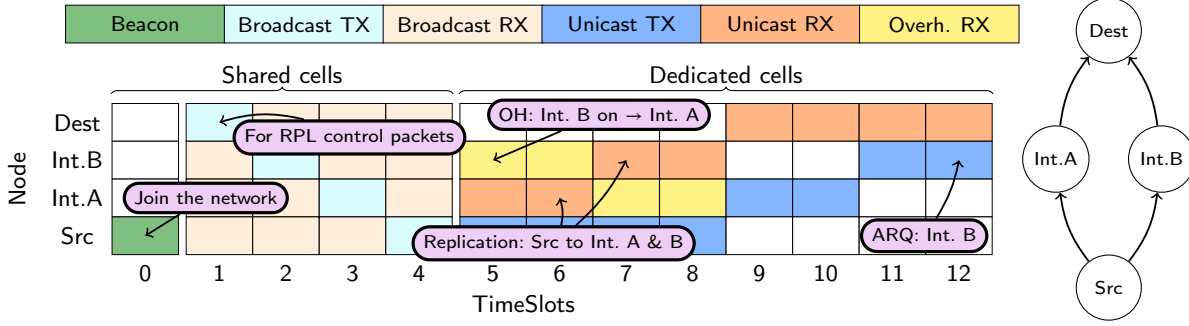 Beacon Broadcast TX Broadcast RX Unicast TX Unicast RX Overh. RX
Shared cells Dedicated cells
Node
Dest
Int.B
Int.A
Src
OH: Int. B on → Int. A
For RPL control packets
Join the network
Replication: Src to Int. A & B
ARQ: Int. B
0 1 2 3 4 5 6 7 8 9 10 11 12
TimeSlots
Dest
Int.A Int.B
Src